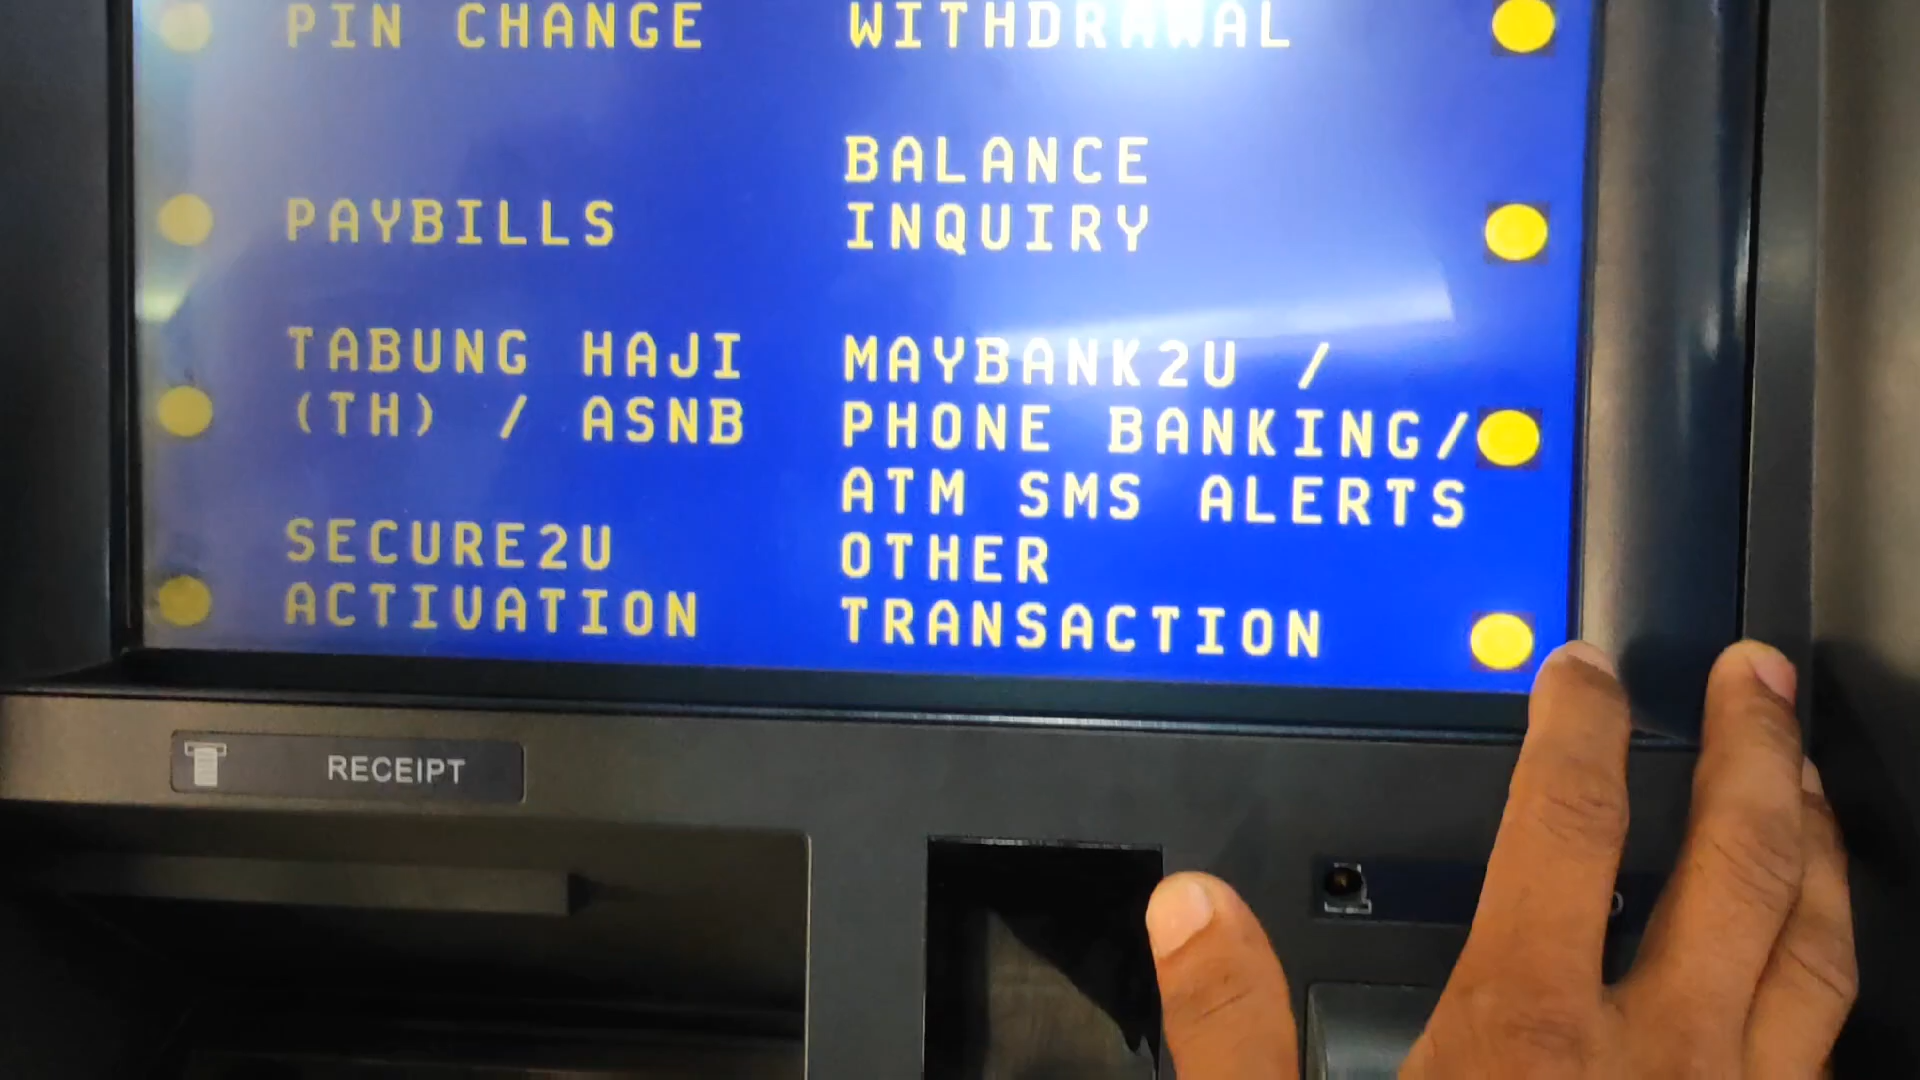 PIN CHANGE
WITHDRAWAL
PAYBILLS
BALANCE
INQUIRY
TABUNG HAJI
(TH) / ASNB
MAYBANK2U /
PHONE BANKING/
ATM SMS ALERTS
SECURE2U
ACTIVATION
OTHER
TRANSACTION
RECEIPT